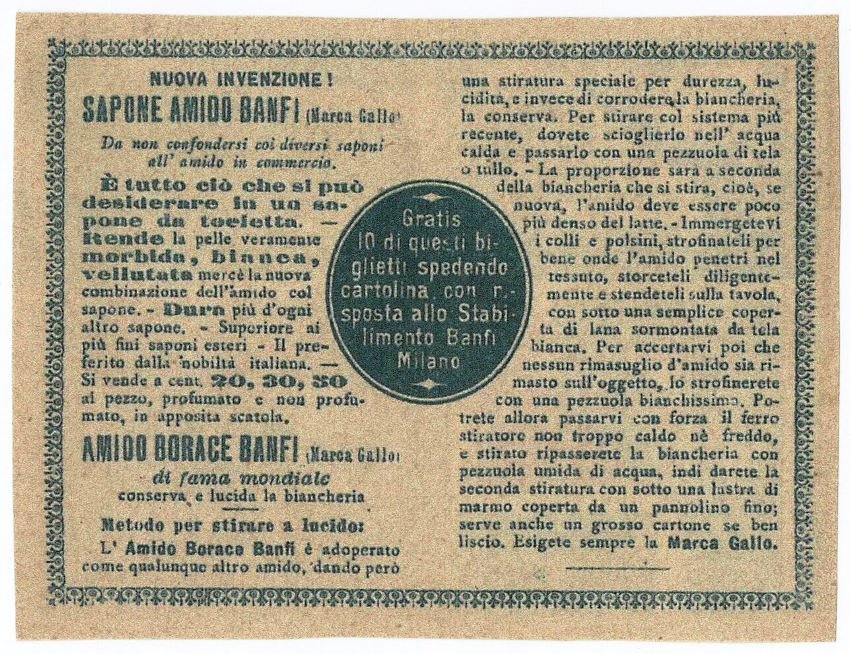 NUOVA INVENZIONE!
SAPONE AMIDO BANFI (Marca Gallo)
Da non confondersi coi diversi saponi
all' amido in commercio.
È tutto ciò che si può
desiderare in un sa-
pone da toeletta. —
Rende la pelle veramente
morbida, bianca,
vellutata mercè la nuova
combinazione dell'amido col
sapone. - Dura più d'ogni
altro sapone. - Superiore ai
più fini saponi esteri - Il pre-
ferito dalla nobiltà italiana. —
Si vende a cent. 20, 30, 50
al pezzo, profumato e non profu-
mato, in apposita scatola.
AMIDO BORACE BANFI (Marca Gallo)
di fama mondiale
conserva e lucida la biancheria
Metodo per stirare a lucido:
L' Amido Borace Banfi è adoperato
come qualunque altro amido, dando però
Gratis
10 di questi bi-
glietti spedendo
cartolina con ri-
sposta allo Stabi-
limento Banfi
Milano
una stiratura speciale per durezza, lu-
cidità, e invece di corrodere la biancheria,
la conserva. Per stirare col sistema più
recente, dovete scioglierlo nell' acqua
calda e passarlo con una pezzuola di tela
o tullo. - La proporzione sarà a seconda
della biancheria che si stira, cioè, se
nuova, l'amido deve essere poco
più denso del latte. - Immergetevi
i colli e polsini, strofinateli per
bene onde l'amido penetri nel
tessuto, storceteli diligente-
mente e stendeteli sulla tavola,
con sotto una semplice coper-
ta di lana sormontata da tela
bianca. Per accertarvi poi che
nessun rimasuglio d'amido sia ri-
masto sull'oggetto, lo strofinerete
con una pezzuola bianchissima. Po-
trete allora passarvi con forza il ferro
stiratore non troppo caldo nè freddo,
e stirato ripasserete la biancheria con
pezzuola umida di acqua, indi darete la
seconda stiratura con sotto una lastra di
marmo coperta da un pannolino fino;
serve anche un grosso cartone se ben
liscio. Esigete sempre la Marca Gallo.